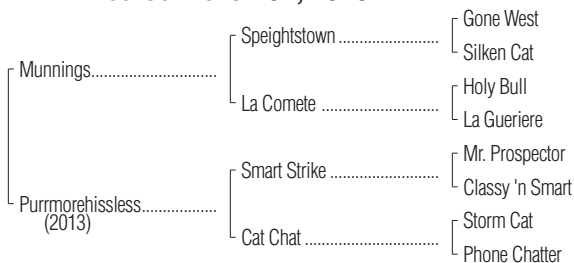 Gone West
Speightstown
Silken Cat
Munnings
Holy Bull
La Comete
La Gueriere
Mr. Prospector
Smart Strike
Classy 'n Smart
Purrmorehissless
(2013)
Storm Cat
Cat Chat
Phone Chatter